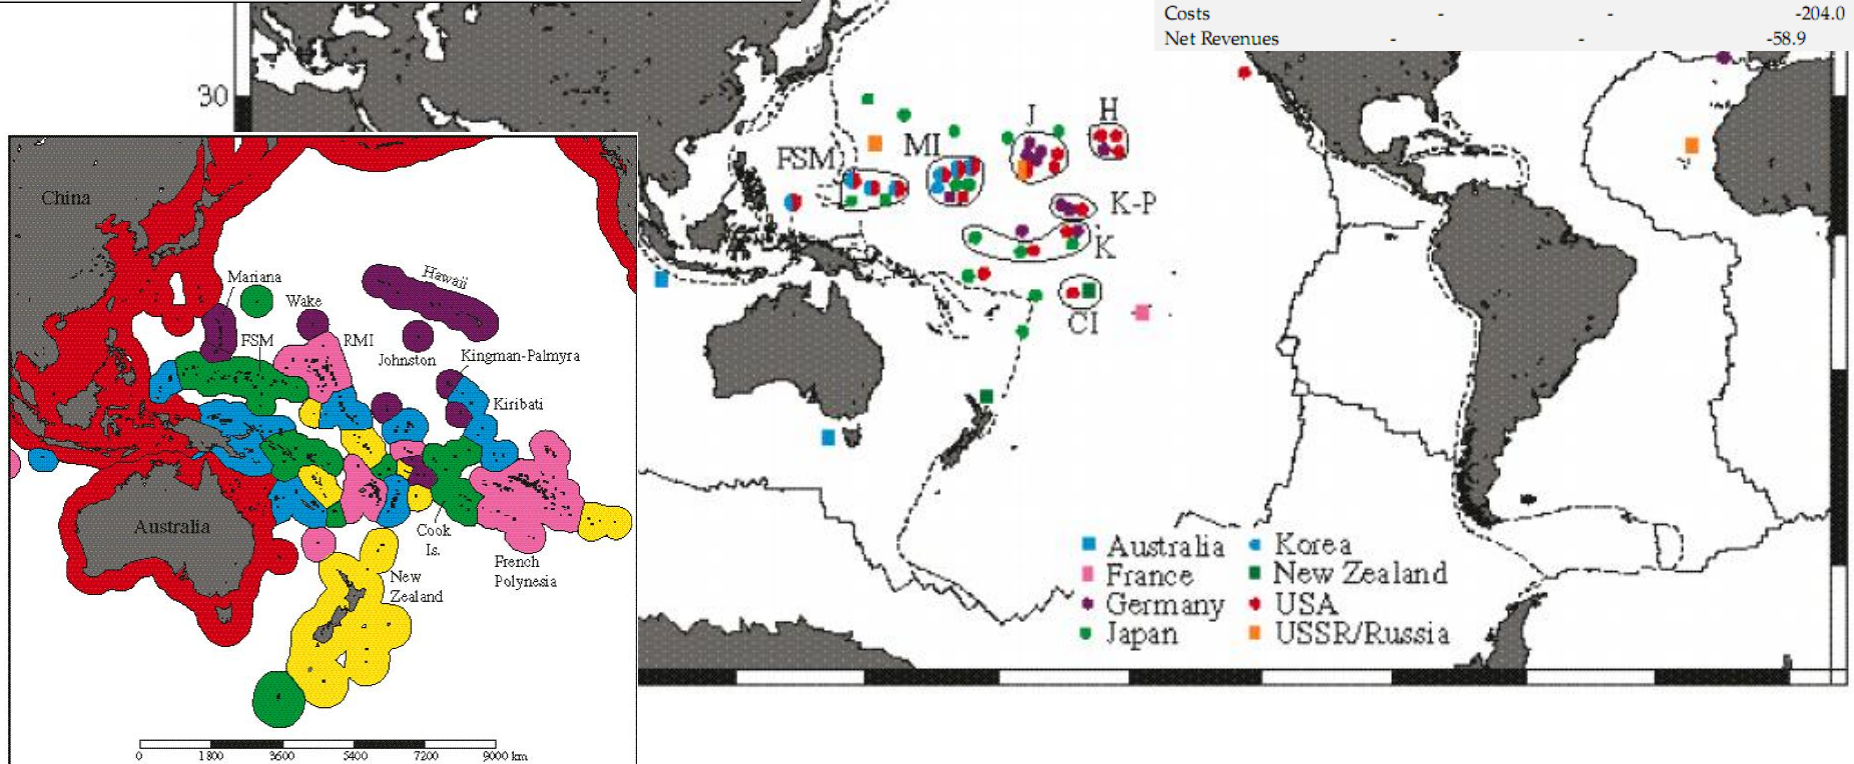 Costs - - -204.0
Net Revenues - - -58.9
30
J
H
FSM
MI
K-P
K
CI
China
Mariana
Hawaii
Wake
FSM
RMI
Johnston
Kingman-Palmyra
Kiribati
Australia
Cook
Is.
French
Polynesia
New
Zealand
0 1800 3600 5400 7200 9000 km
Australia Korea
France New Zealand
Germany USA
Japan USSR/Russia